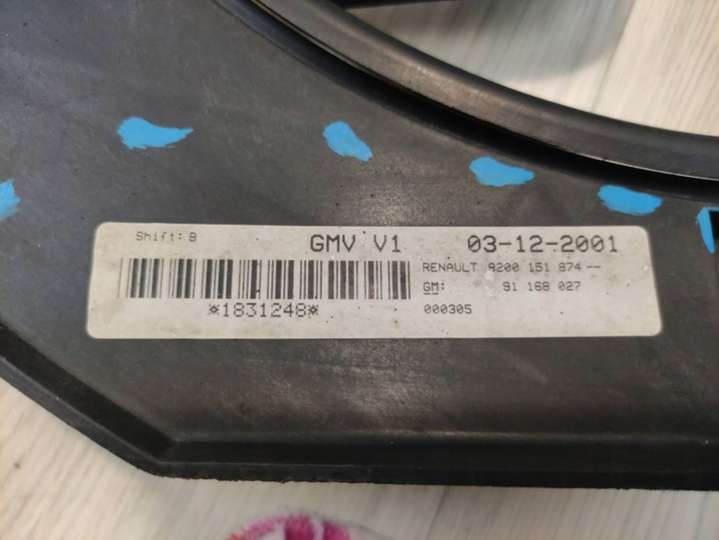 Shift: B
GMV V1 03-12-2001
RENAULT 8200 151 874 --
GM: 91 168 027
*1831248* 000305